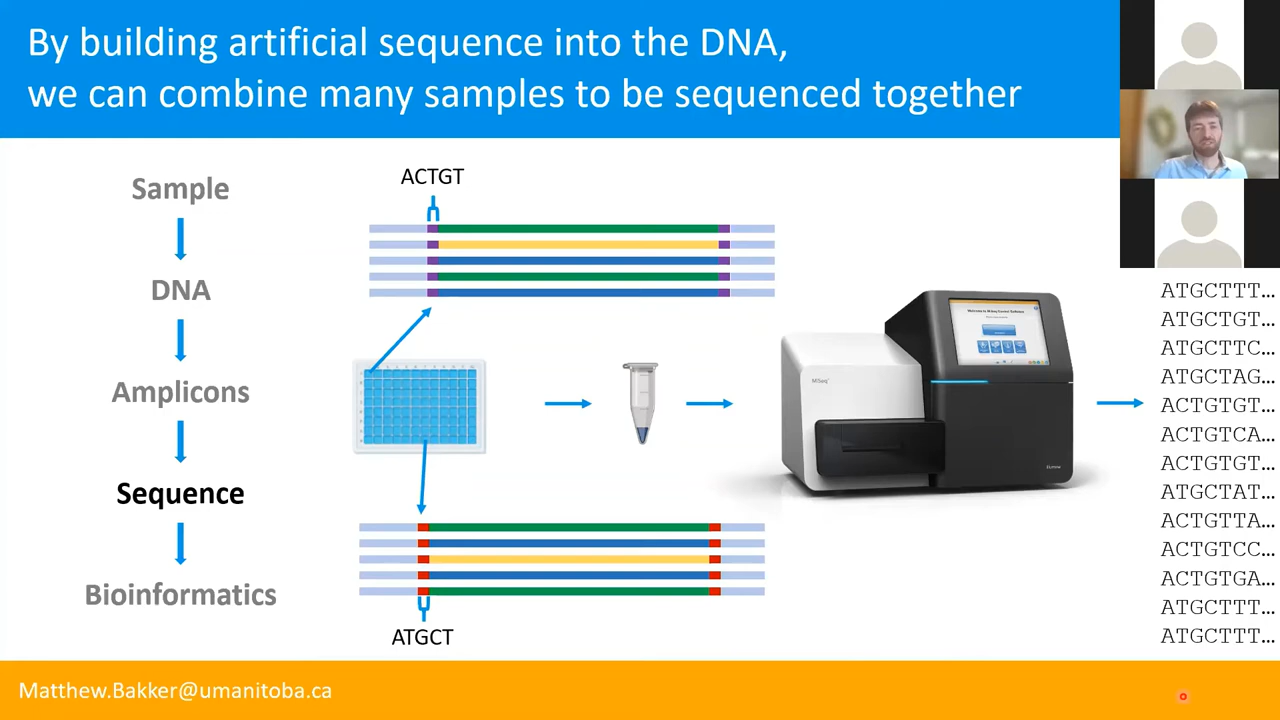 By building artificial sequence into the DNA,
we can combine many samples to be sequenced together
Sample
DNA
Amplicons
Sequence
Bioinformatics
ACTGT
ATGCT
MiSeq
ATGCTTT...
ATGCTGT...
ATGCTTC...
ATGCTAG...
ACTGTGT...
ACTGTCA...
ACTGTGT...
ATGCTAT...
ACTGTTA...
ACTGTCC...
ACTGTGA...
ATGCTTT...
ATGCTTT...
Matthew.Bakker@umanitoba.ca